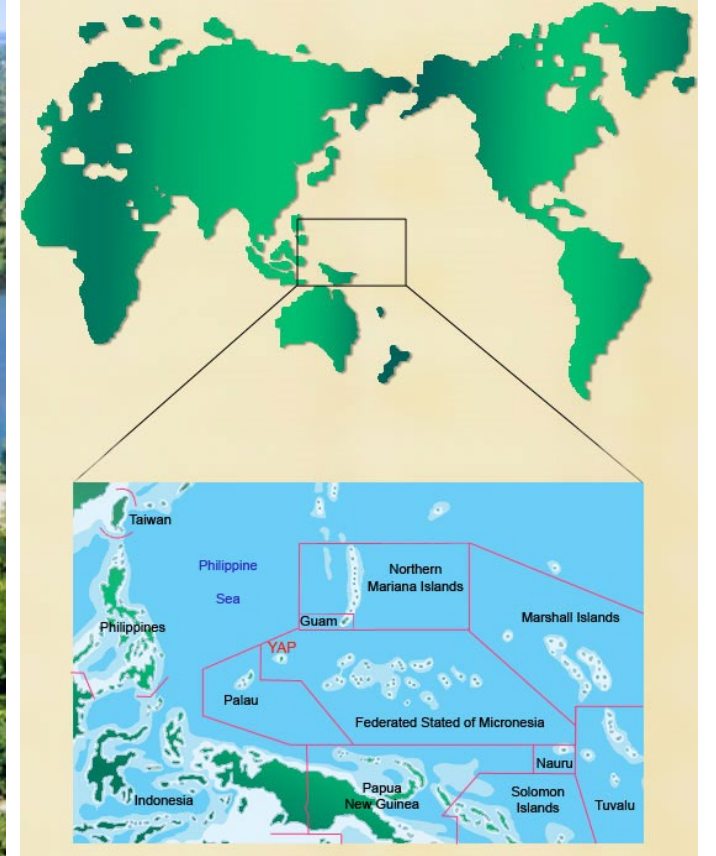 Taiwan
Philippine
Sea
Northern
Mariana Islands
Guam
Marshall Islands
Philippines
YAP
Palau
Federated Stated of Micronesia
Nauru
Papua
New Guinea
Solomon
Islands
Tuvalu
Indonesia